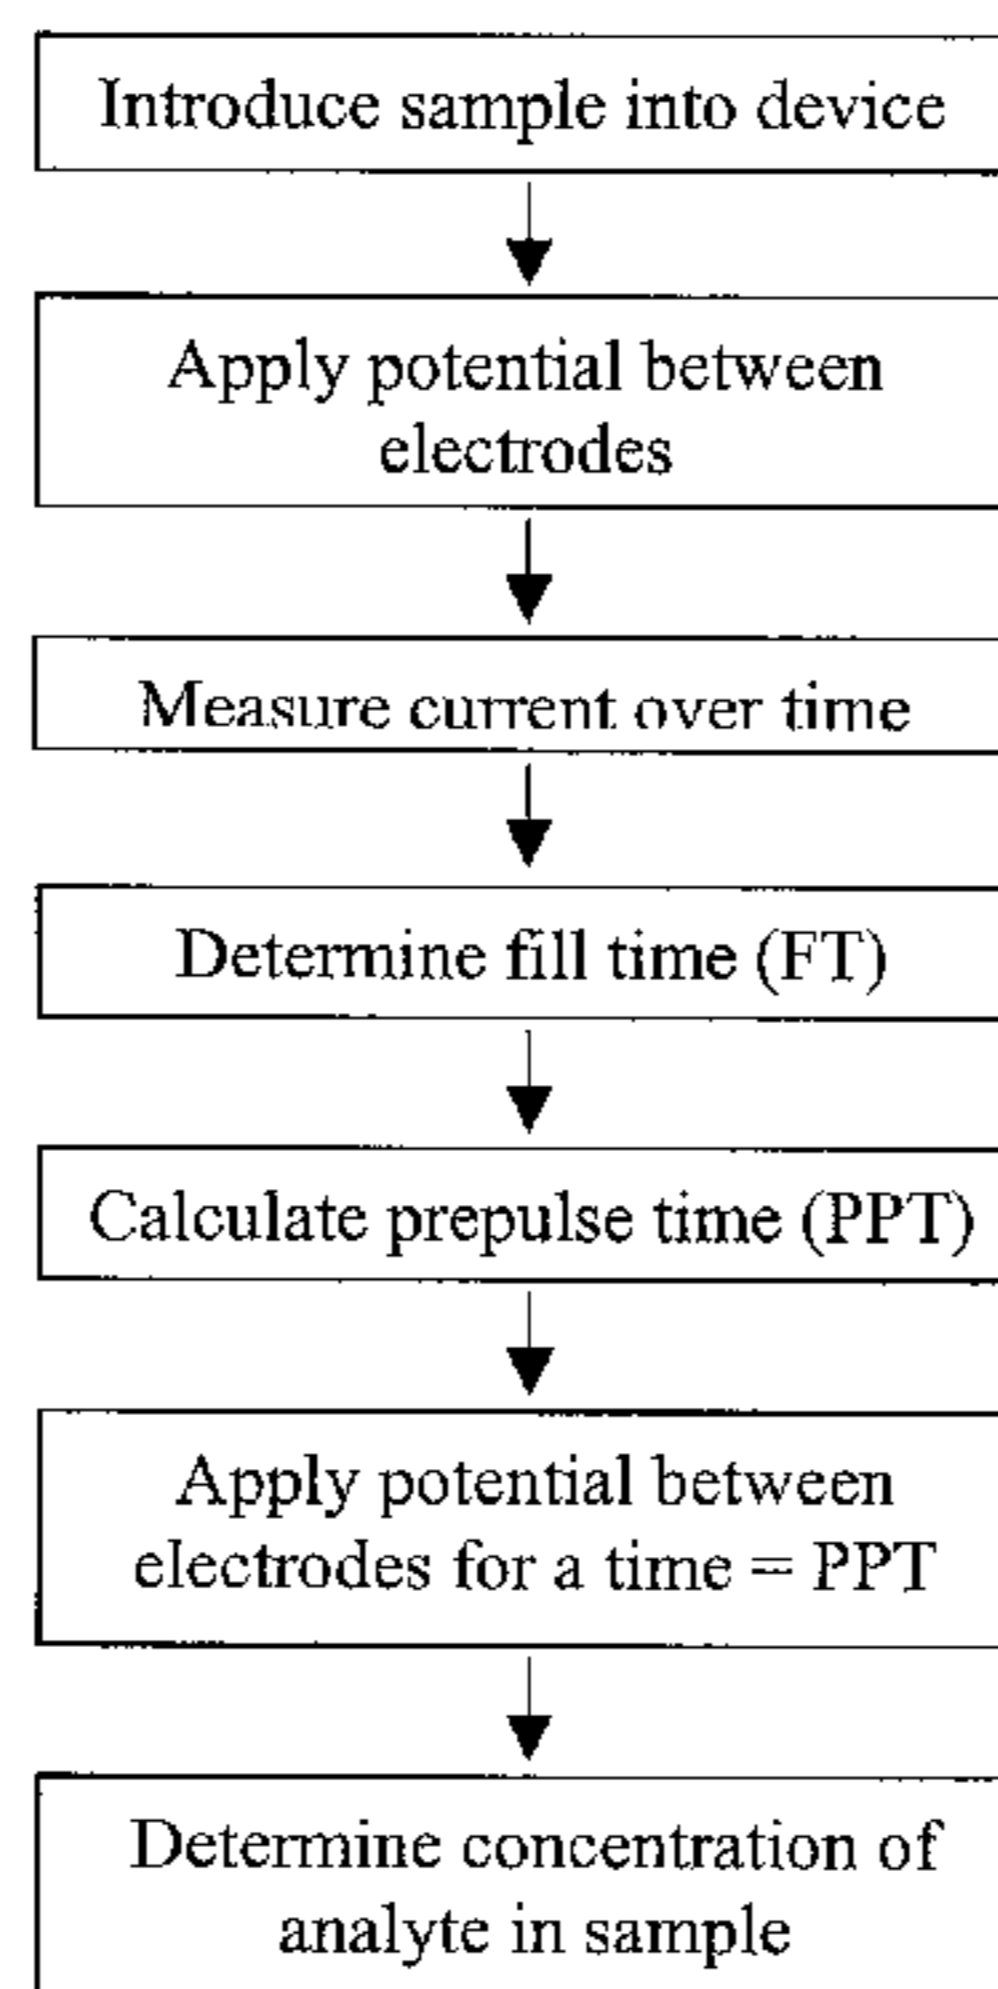 Introduce sample into device
Apply potential between
electrodes
Measure current over time
Determine fill time (FT)
Calculate prepulse time (PPT)
Apply potential between
electrodes for a time = PPT
Determine concentration of
analyte in sample